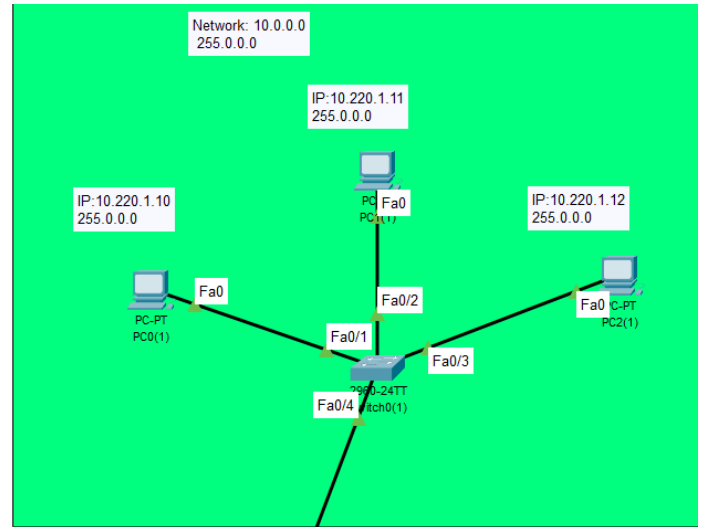 Network: 10.0.0.0
255.0.0.0
IP:10.220.1.11
255.0.0.0
IP:10.220.1.10
255.0.0.0
IP:10.220.1.12
255.0.0.0
Fa0
PC1(1)
Fa0
PC-PT
PC0(1)
Fa0
PC-PT
PC2(1)
Fa0/2
Fa0/1
Fa0/3
2960-24TT
Fa0/4